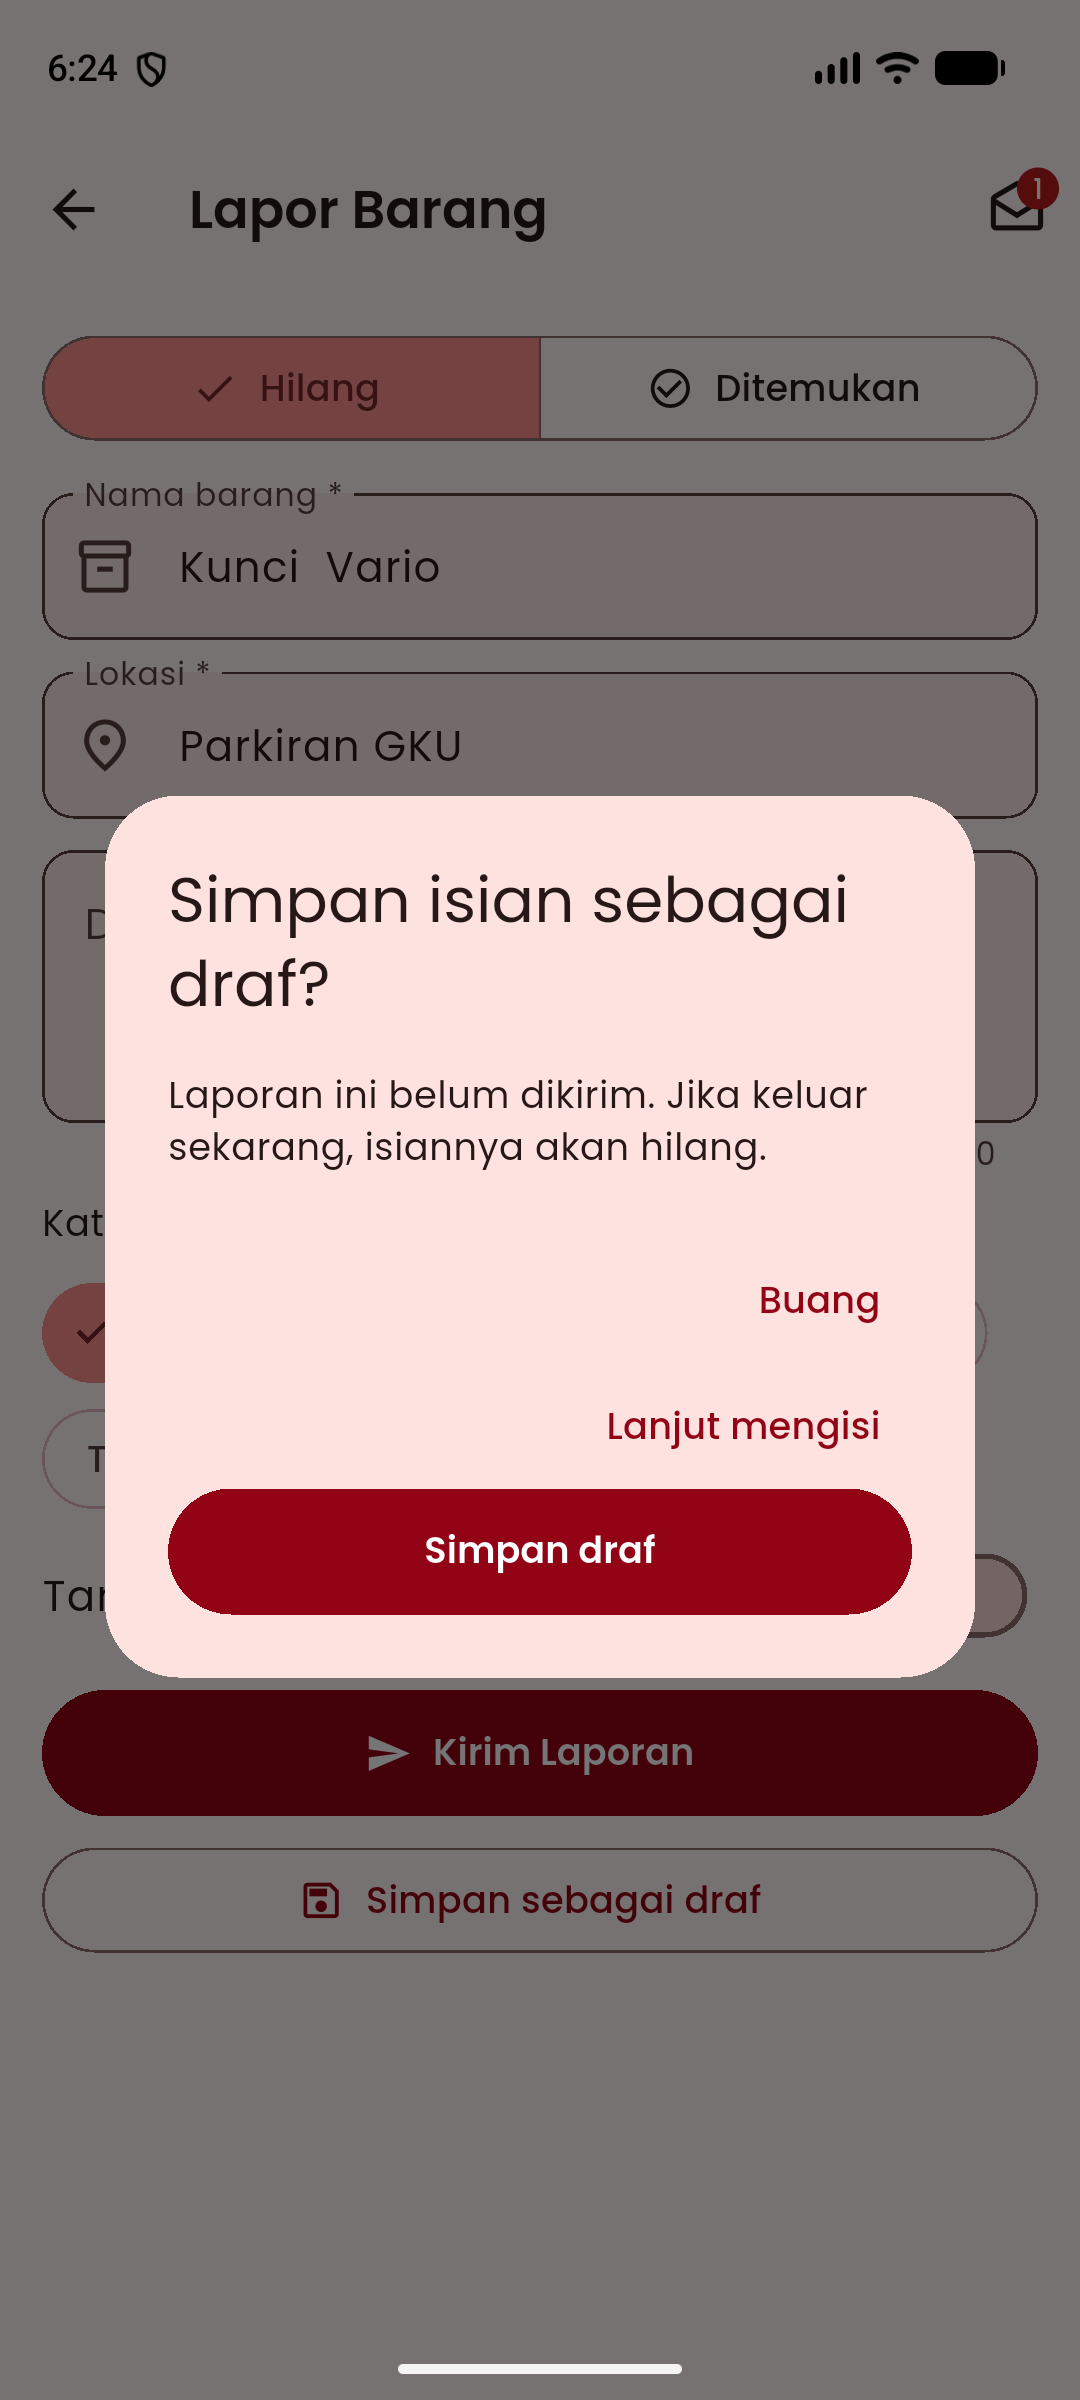 6:24
Lapor Barang
1
Hilang
Ditemukan
Nama barang *
Kunci  Vario
Lokasi *
Parkiran GKU
Simpan isian sebagai
draf?
Laporan ini belum dikirim. Jika keluar
sekarang, isiannya akan hilang.
Buang
Lanjut mengisi
Simpan draf
Kirim Laporan
Simpan sebagai draf